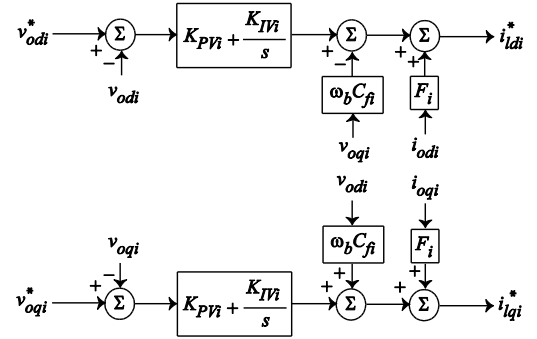 v*odi + − Σ KPVi + KIVi/s + − Σ + + Σ i*ldi
vodi
ωbCfi Fi
voqi iodi
vodi ioqi
voqi
ωbCfi Fi
v*oqi + − Σ KPVi + KIVi/s + + Σ + + Σ i*lqi